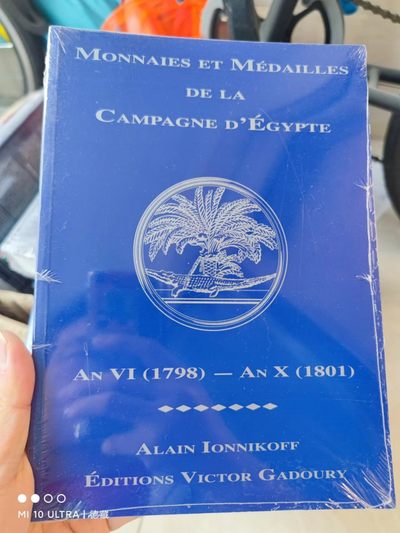 MONNAIES ET MÉDAILLES
DE LA
CAMPAGNE D'ÉGYPTE
AN VI (1798) — AN X (1801)
ALAIN IONNIKOFF
ÉDITIONS VICTOR GADOURY
MI 10 ULTRA